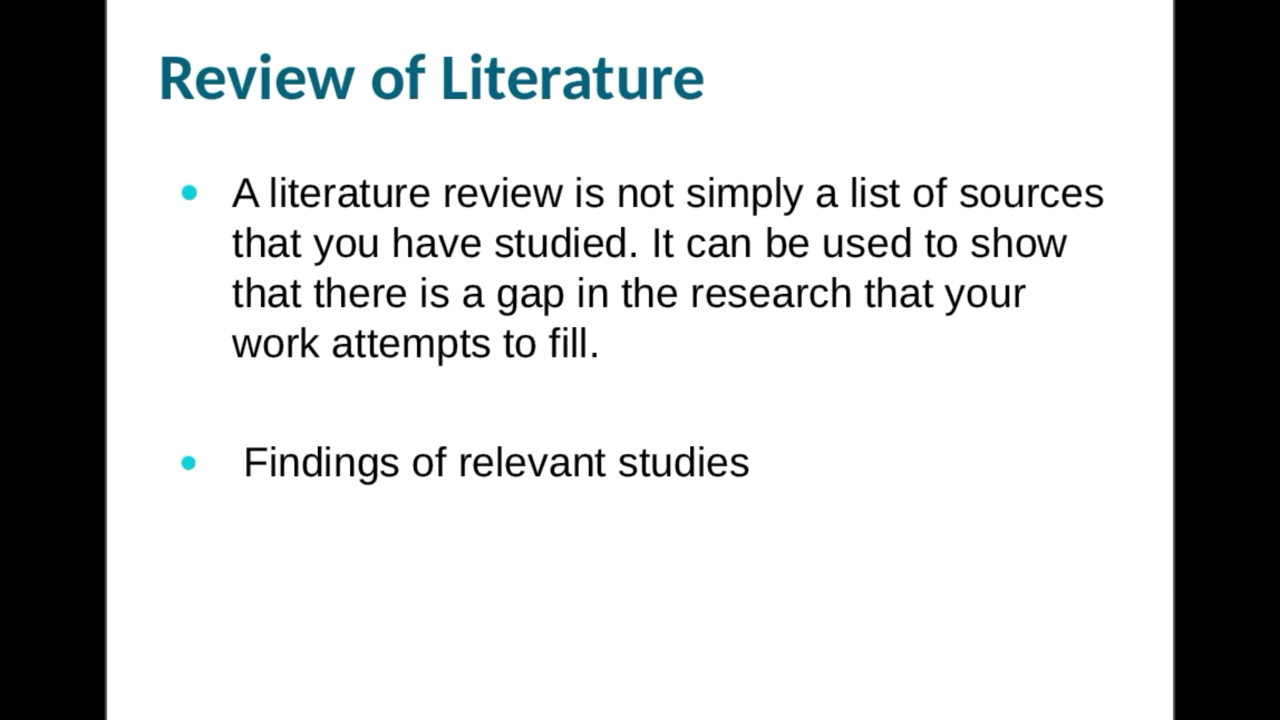 Review of Literature
A literature review is not simply a list of sources
that you have studied. It can be used to show
that there is a gap in the research that your
work attempts to fill.
Findings of relevant studies